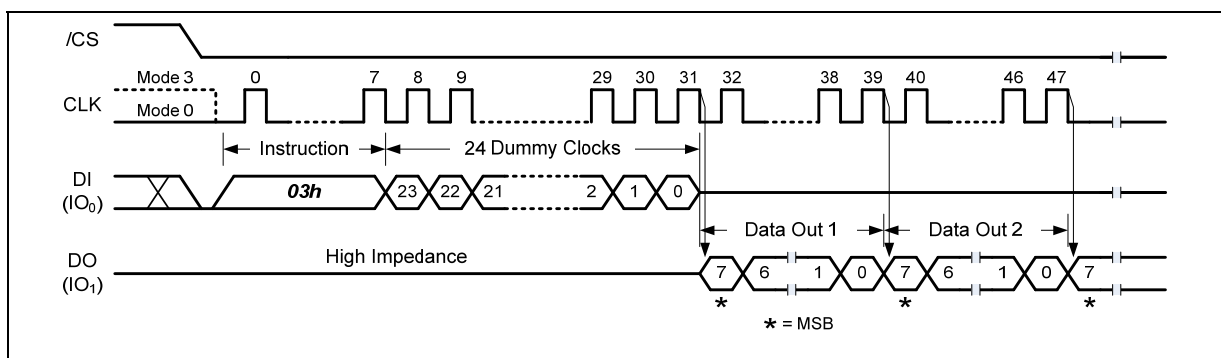 /CS
Mode 3 0 7 8 9 29 30 31 32 38 39 40 46 47
CLK
Mode 0
Instruction 24 Dummy Clocks
DI 03h 23 22 21 2 1 0
(IO₀)
Data Out 1 Data Out 2
High Impedance
DO 7 6 1 0 7 6 1 0 7
(IO₁)
* * *
* = MSB